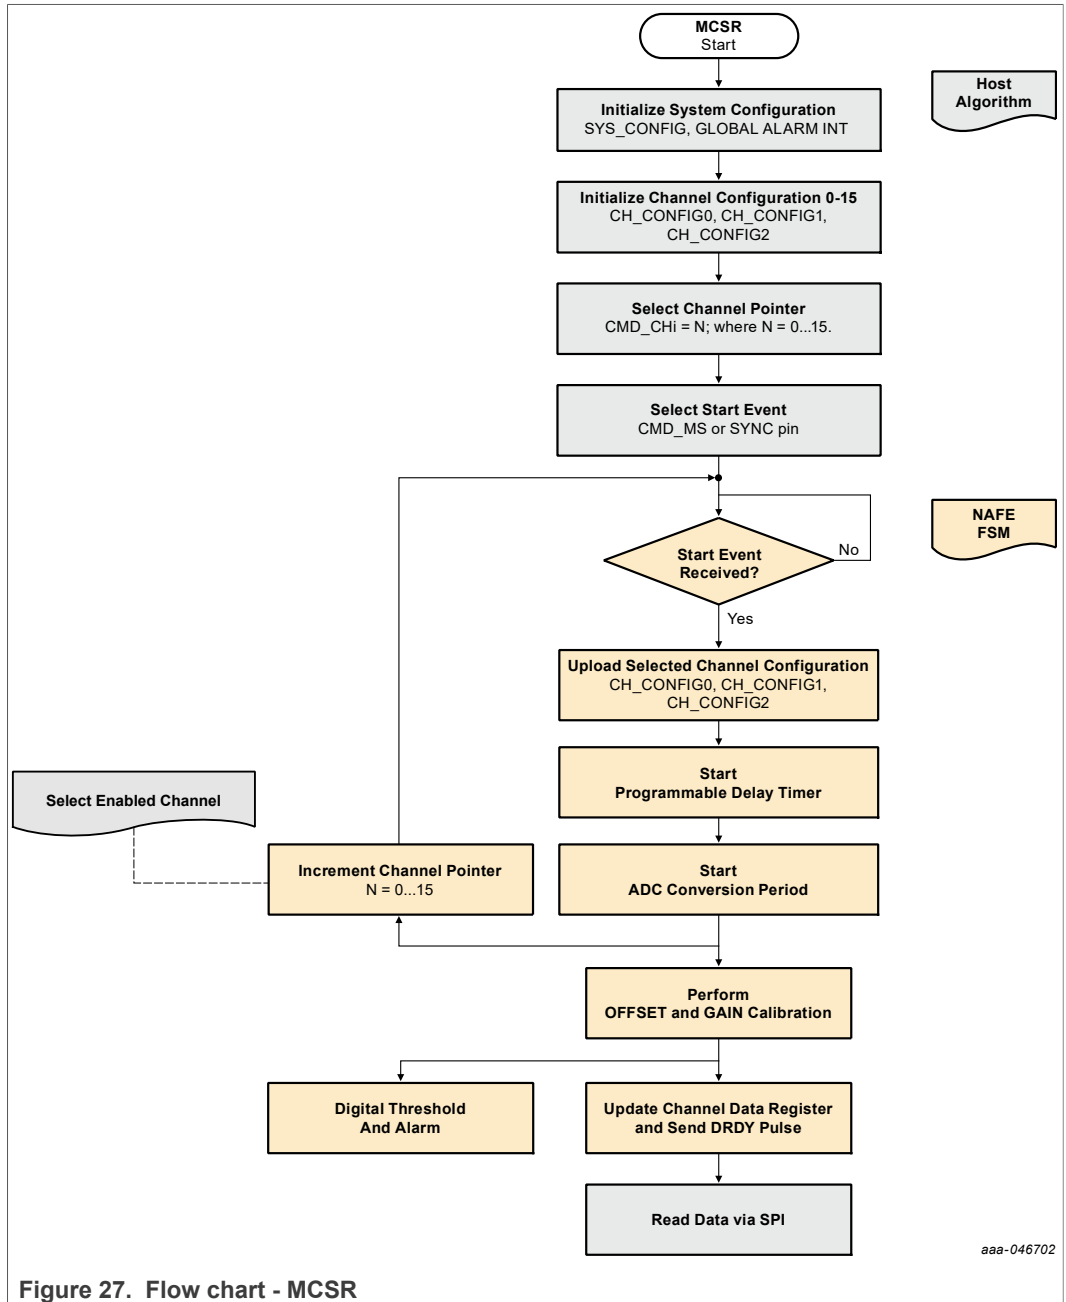 MCSR
Start
Host
Algorithm
Initialize System Configuration
SYS_CONFIG, GLOBAL ALARM INT
Initialize Channel Configuration 0-15
CH_CONFIG0, CH_CONFIG1,
CH_CONFIG2
Select Channel Pointer
CMD_CHi = N; where N = 0...15.
Select Start Event
CMD_MS or SYNC pin
NAFE
FSM
Start Event
Received?
No
Yes
Upload Selected Channel Configuration
CH_CONFIG0, CH_CONFIG1,
CH_CONFIG2
Start
Programmable Delay Timer
Select Enabled Channel
Increment Channel Pointer
N = 0...15
Start
ADC Conversion Period
Perform
OFFSET and GAIN Calibration
Digital Threshold
And Alarm
Update Channel Data Register
and Send DRDY Pulse
Read Data via SPI
aaa-046702
Figure 27. Flow chart - MCSR